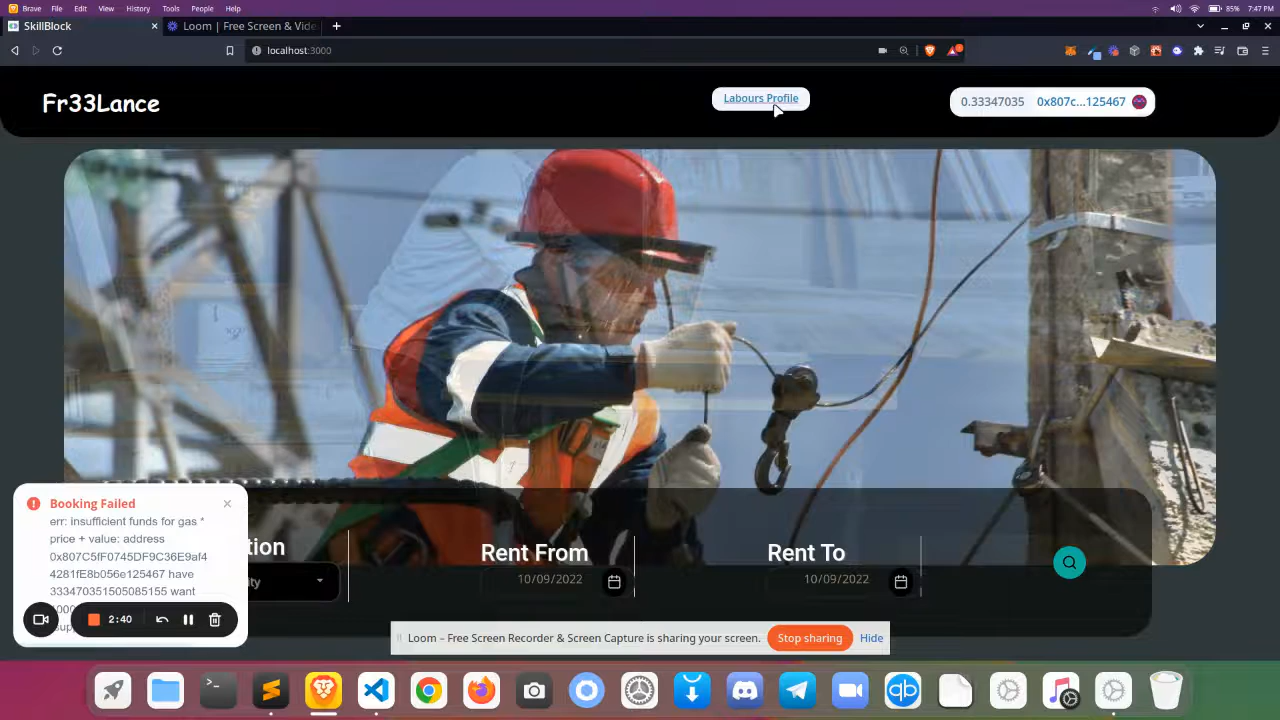 Brave File Edit View History Tools People Help 85% 7:47 PM
SkillBlock Loom | Free Screen & Vide
localhost:3000
Fr33Lance
Labours Profile
0.33347035 0x807c...125467
Booking Failed
err: insufficient funds for gas *
price + value: address
0x807C5fF0745DF9C36E9af4
4281fE8b056e125467 have
333470351505085155 want
2:40
tion
ity
Rent From
10/09/2022
Rent To
10/09/2022
Loom – Free Screen Recorder & Screen Capture is sharing your screen. Stop sharing Hide